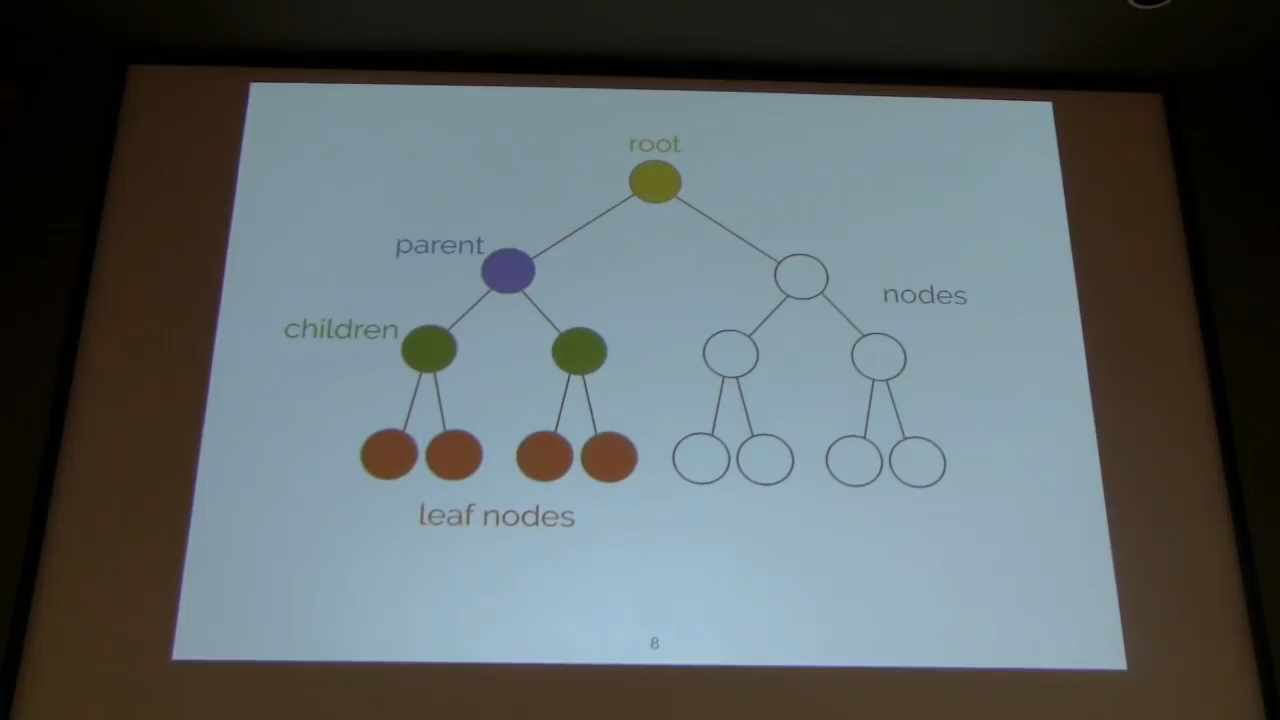 root
parent
nodes
children
leaf nodes
8